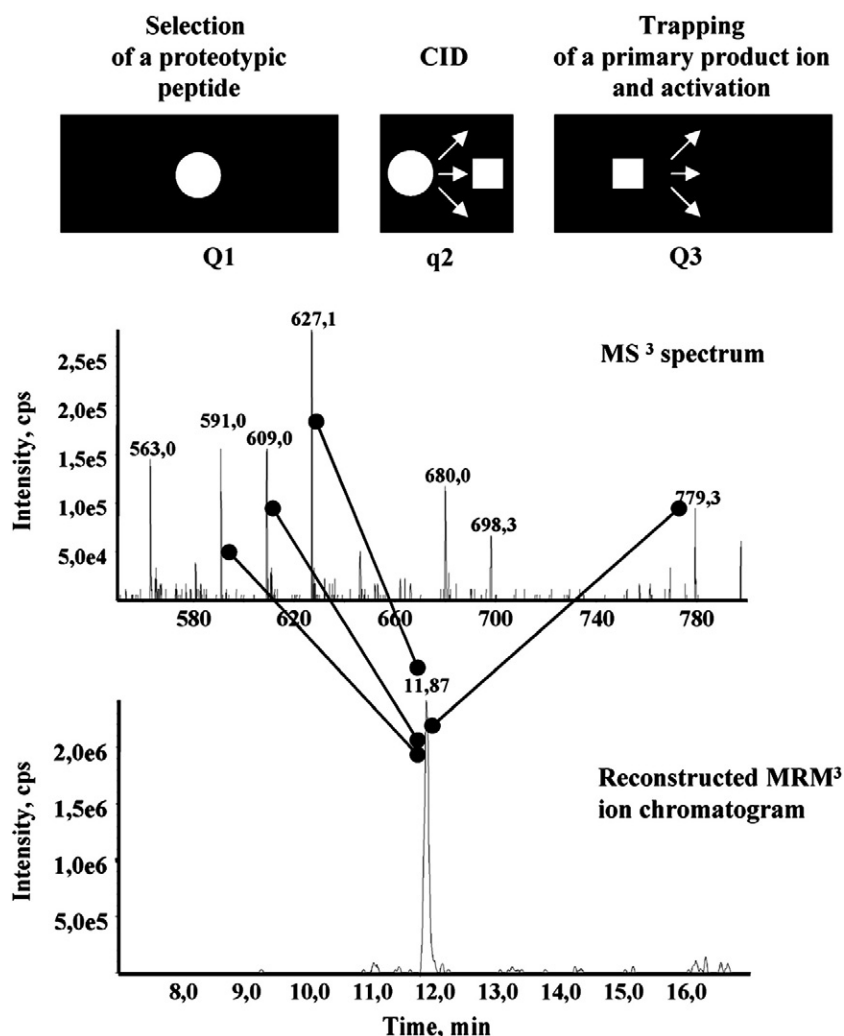 Selection
of a proteotypic
peptide
CID
Trapping
of a primary product ion
and activation
Q1
q2
Q3
MS ³ spectrum
Intensity, cps
2,5e5
2,0e5
1,5e5
1,0e5
5,0e4
563,0
591,0
609,0
627,1
680,0
698,3
779,3
580
620
660
700
740
780
11,87
Reconstructed MRM³
ion chromatogram
Intensity, cps
2,0e6
1,5e6
1,0e6
5,0e5
8,0
9,0
10,0
11,0
12,0
13,0
14,0
15,0
16,0
Time, min